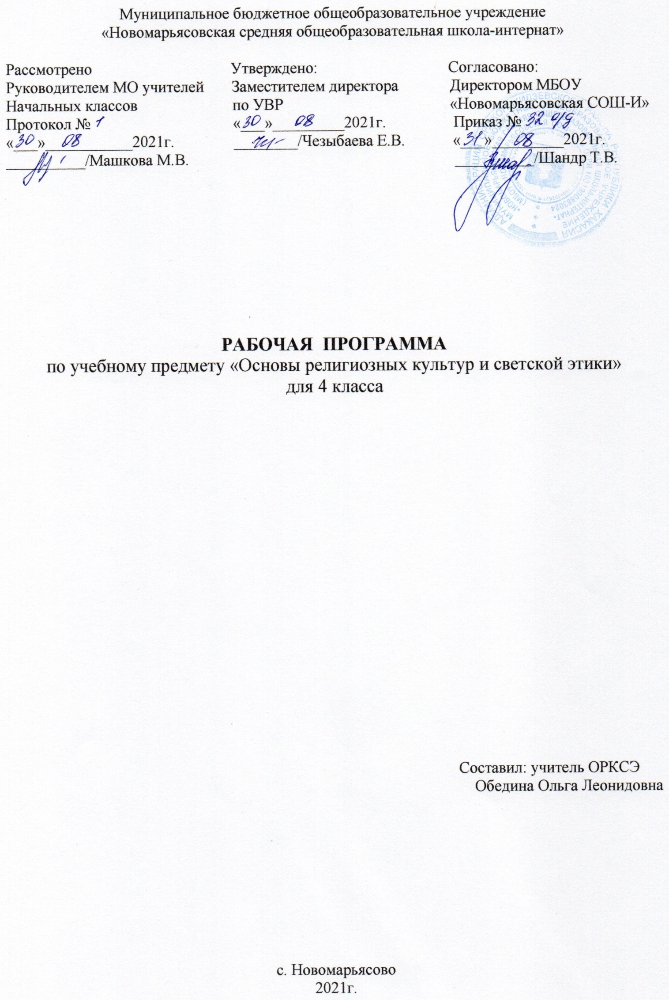 Муниципальное бюджетное общеобразовательное учреждение
«Новомарьясовская средняя общеобразовательная школа-интернат»
Рассмотрено
Руководителем МО учителей
Начальных классов
Протокол № 1
«30» 08 2021г.
/Машкова М.В.
Утверждено:
Заместителем директора
по УВР
«30» 08 2021г.
/Чезыбаева Е.В.
Согласовано:
Директором МБОУ
«Новомарьясовская СОШ-И»
Приказ № 32 о/д
«31» 08 2021г.
/Шандр Т.В.
РАБОЧАЯ ПРОГРАММА
по учебному предмету «Основы религиозных культур и светской этики»
для 4 класса
Составил: учитель ОРКСЭ
Обедина Ольга Леонидовна
с. Новомарьясово
2021г.